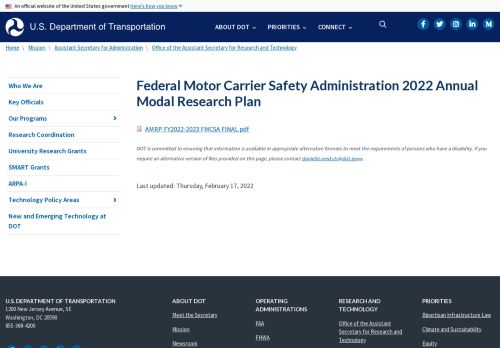 An official website of the United States government Here's how you know
U.S. Department of Transportation
ABOUT DOT
PRIORITIES
CONNECT
Home \ Mission \ Assistant Secretary for Administration \ Office of the Assistant Secretary for Research and Technology
Who We Are
Key Officials
Our Programs
Research Coordination
University Research Grants
SMART Grants
ARPA-I
Technology Policy Areas
New and Emerging Technology at
DOT
Federal Motor Carrier Safety Administration 2022 Annual
Modal Research Plan
AMRP FY2022-2023 FMCSA FINAL.pdf
DOT is committed to ensuring that information is available in appropriate alternative formats to meet the requirements of persons who have a disability. If you
require an alternative version of files provided on this page, please contact
Last updated: Thursday, February 17, 2022
U.S. DEPARTMENT OF TRANSPORTATION
1200 New Jersey Avenue, SE
Washington, DC 20590
855-368-4200
ABOUT DOT
Meet the Secretary
Mission
Newsroom
OPERATING
ADMINISTRATIONS
FAA
FHWA
RESEARCH AND
TECHNOLOGY
Office of the Assistant
Secretary for Research and
Technology
PRIORITIES
Bipartisan Infrastructure Law
Climate and Sustainability
Equity